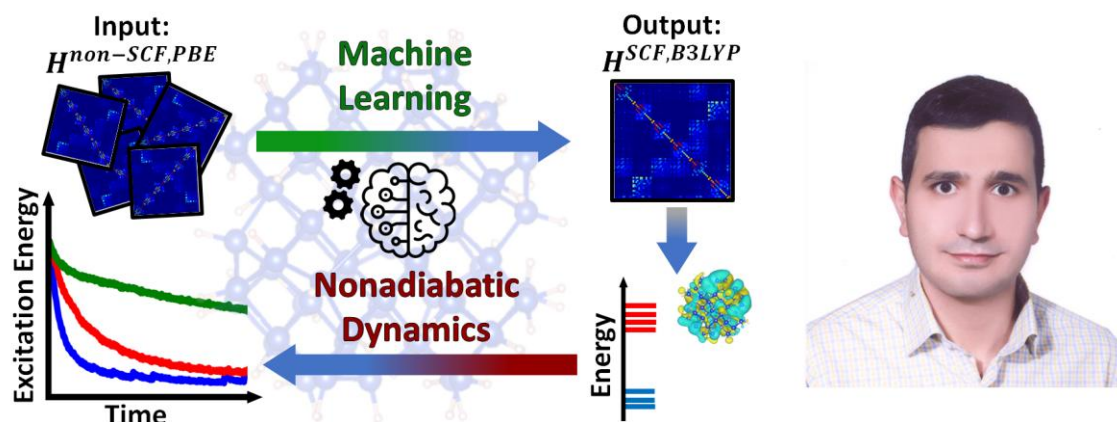 Input:
H^{non-SCF,PBE}
Machine
Learning
Output:
H^{SCF,B3LYP}
Excitation Energy
Time
Nonadiabatic
Dynamics
Energy